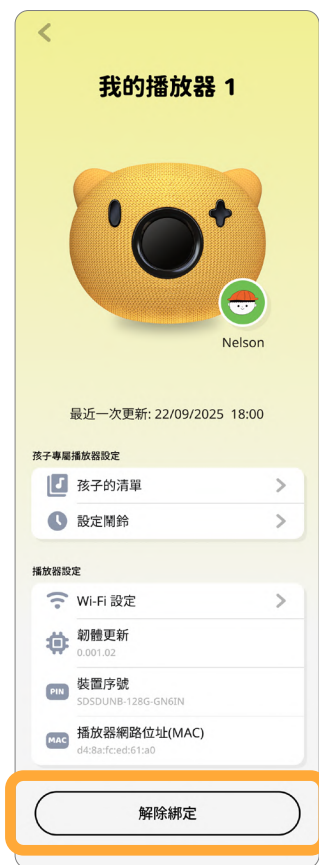 我的播放器 1
Nelson
最近一次更新: 22/09/2025 18:00
孩子專屬播放器設定
孩子的清單
設定鬧鈴
播放器設定
Wi-Fi 設定
韌體更新
0.001.02
PIN
裝置序號
SDSDUNB-128G-GN6IN
MAC
播放器網路位址(MAC)
d4:8a:fc:ed:61:a0
解除綁定